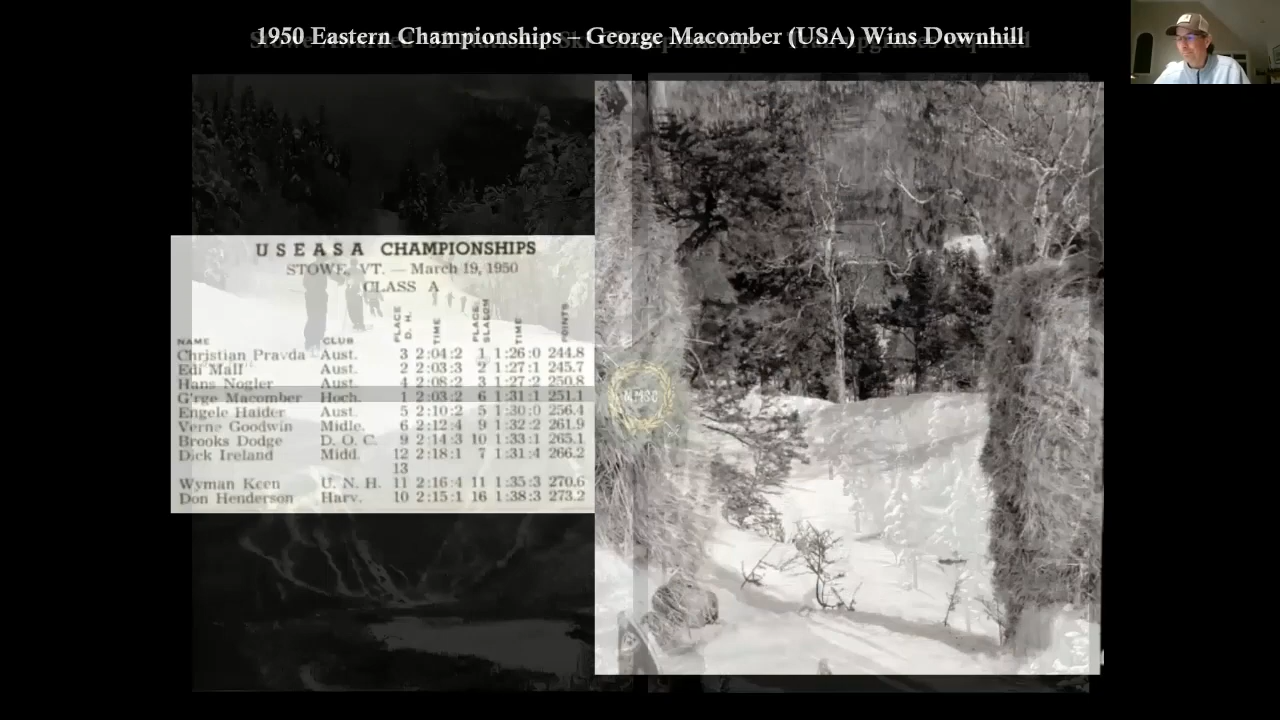 1950 Eastern Championships – George Macomber (USA) Wins Downhill
U S E A S A CHAMPIONSHIPS
STOWE, VT. — March 19, 1950
CLASS A
NAME CLUB PLACE D. H. TIME PLACE SLALOM TIME POINTS
Christian Pravda Aust. 3 2:04:2 1 1:26:0 244.8
Edi Mall Aust. 2 2:03:3 2 1:27:1 245.7
Hans Nogler Aust. 4 2:08:2 3 1:27:2 250.8
G'rge Macomber Hoch. 1 2:03:2 6 1:31:1 251.1
Engele Haider Aust. 5 2:10:2 5 1:30:0 256.4
Verne Goodwin Midle. 6 2:12:4 9 1:32:2 261.9
Brooks Dodge D. O. C. 9 2:14:3 10 1:33:1 265.1
Dick Ireland Midd. 12 2:18:1 7 1:31:4 266.2
13
Wyman Keen U. N. H. 11 2:16:4 11 1:35:3 270.6
Don Henderson Harv. 10 2:15:1 16 1:38:3 273.2
NMSC